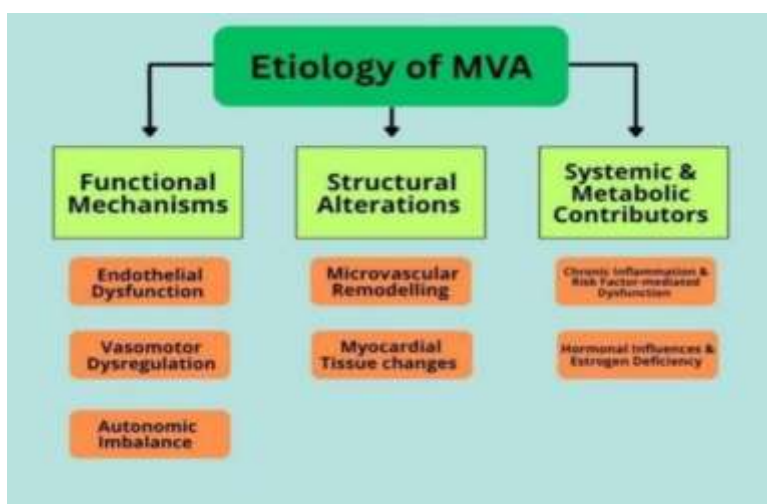 Etiology of MVA
Functional
Mechanisms
Endothelial
Dysfunction
Vasomotor
Dysregulation
Autonomic
Imbalance
Structural
Alterations
Microvascular
Remodelling
Myocardial
Tissue changes
Systemic &
Metabolic
Contributors
Chronic Inflammation &
Risk Factor-mediated
Dysfunction
Hormonal Influences &
Estrogen Deficiency